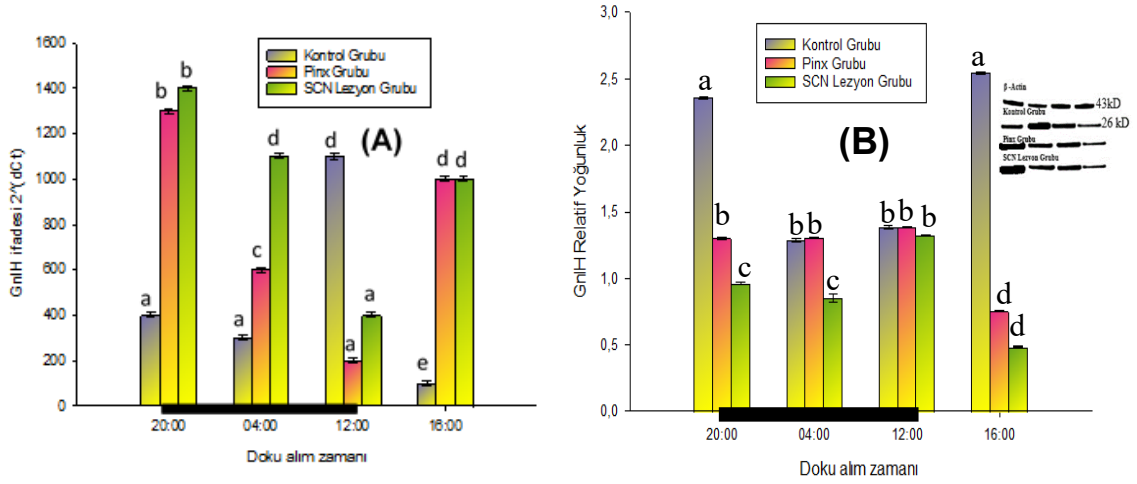 1600
1400
1200
1000
800
600
400
200
0
GnIH ifadesi 2^(dCt)
Kontrol Grubu
Pinx Grubu
SCN Lezyon Grubu
(A)
a b b
a c d
d a a
e d d
20:00 04:00 12:00 16:00
Doku alım zamanı
3,0
2,5
2,0
1,5
1,0
0,5
0,0
GnIH Relatif Yoğunluk
Kontrol Grubu
Pinx Grubu
SCN Lezyon Grubu
(B)
a b c
b b c
b b b
a d d
β-Actin
43kD
Kontrol Grubu
26 kD
Pinx Grubu
SCN Lezyon Grubu
20:00 04:00 12:00 16:00
Doku alım zamanı